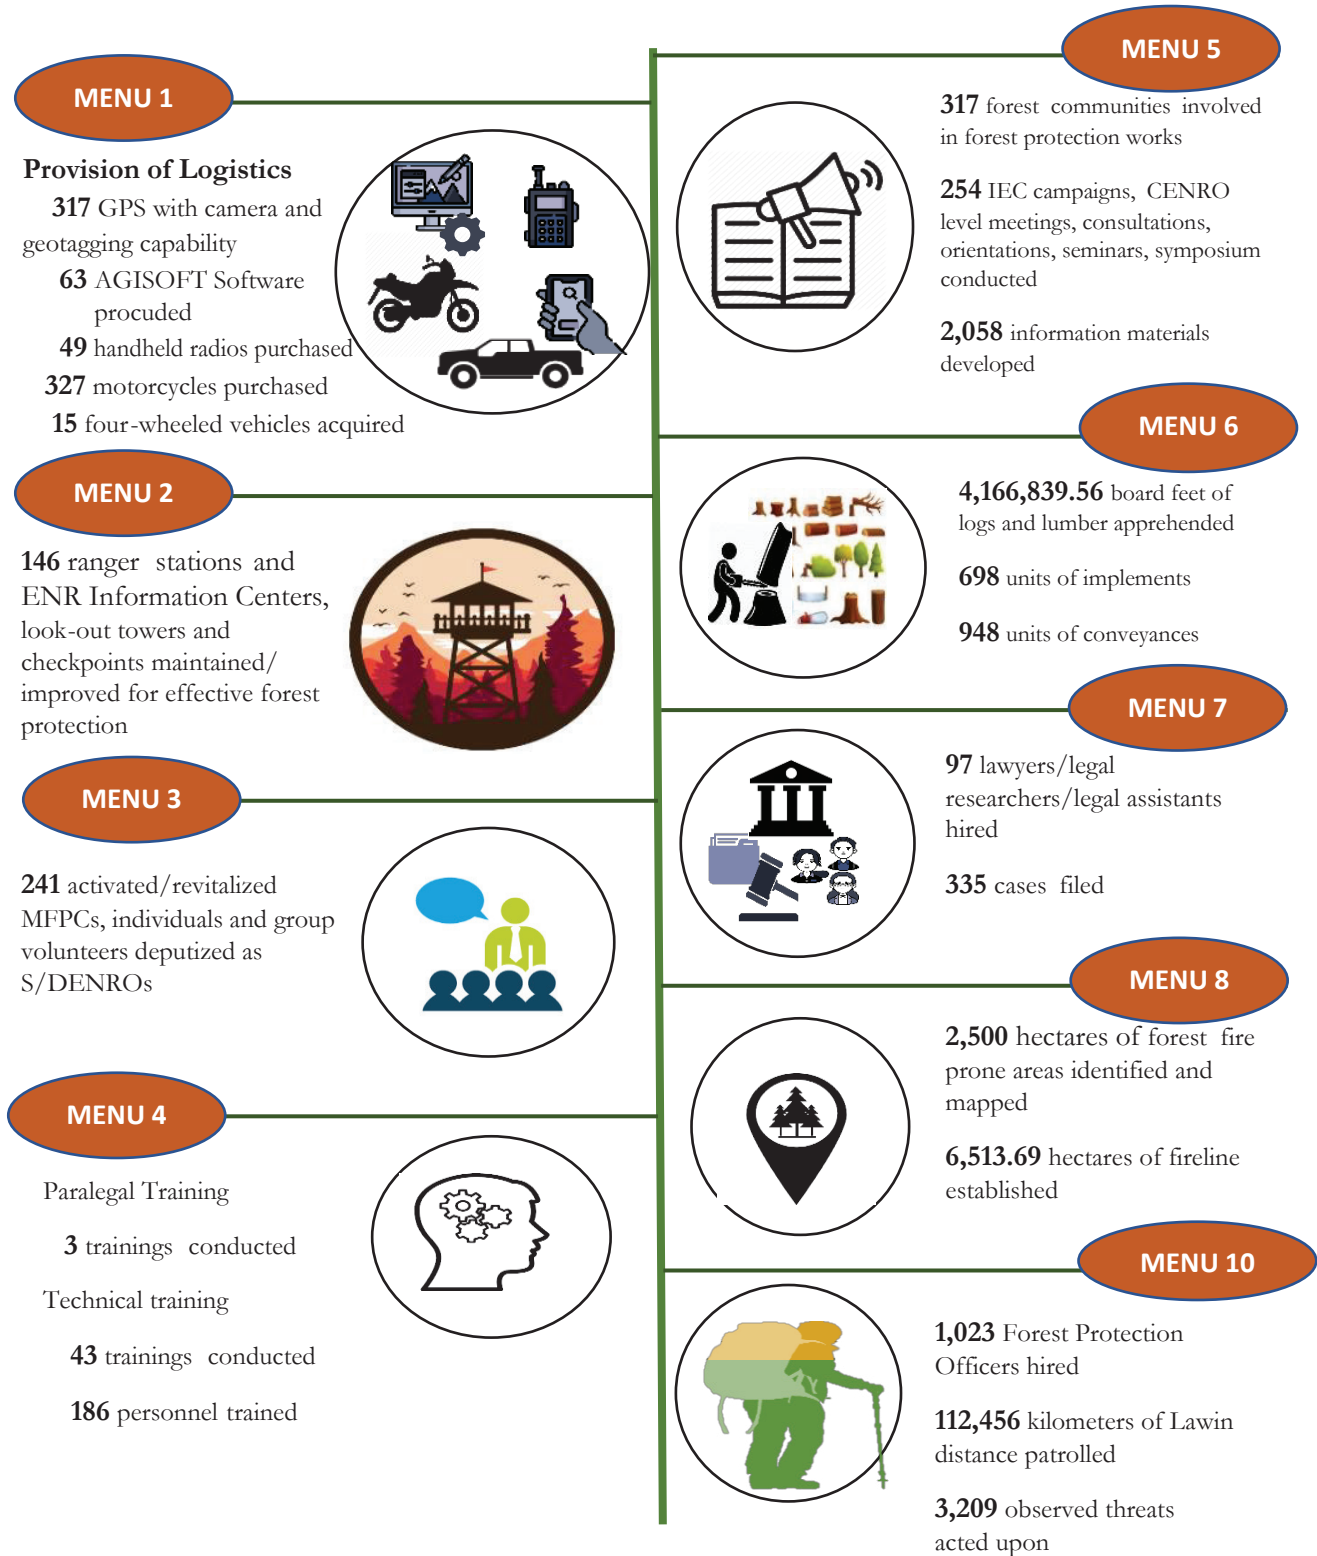 MENU 1
Provision of Logistics
317 GPS with camera and
geotagging capability
63 AGISOFT Software
procuded
49 handheld radios purchased
327 motorcycles purchased
15 four-wheeled vehicles acquired
MENU 2
146 ranger stations and
ENR Information Centers,
look-out towers and
checkpoints maintained/
improved for effective forest
protection
MENU 3
241 activated/revitalized
MFPCs, individuals and group
volunteers deputized as
S/DENROs
MENU 4
Paralegal Training
3 trainings conducted
Technical training
43 trainings conducted
186 personnel trained
MENU 5
317 forest communities involved
in forest protection works
254 IEC campaigns, CENRO
level meetings, consultations,
orientations, seminars, symposium
conducted
2,058 information materials
developed
MENU 6
4,166,839.56 board feet of
logs and lumber apprehended
698 units of implements
948 units of conveyances
MENU 7
97 lawyers/legal
researchers/legal assistants
hired
335 cases filed
MENU 8
2,500 hectares of forest fire
prone areas identified and
mapped
6,513.69 hectares of fireline
established
MENU 10
1,023 Forest Protection
Officers hired
112,456 kilometers of Lawin
distance patrolled
3,209 observed threats
acted upon